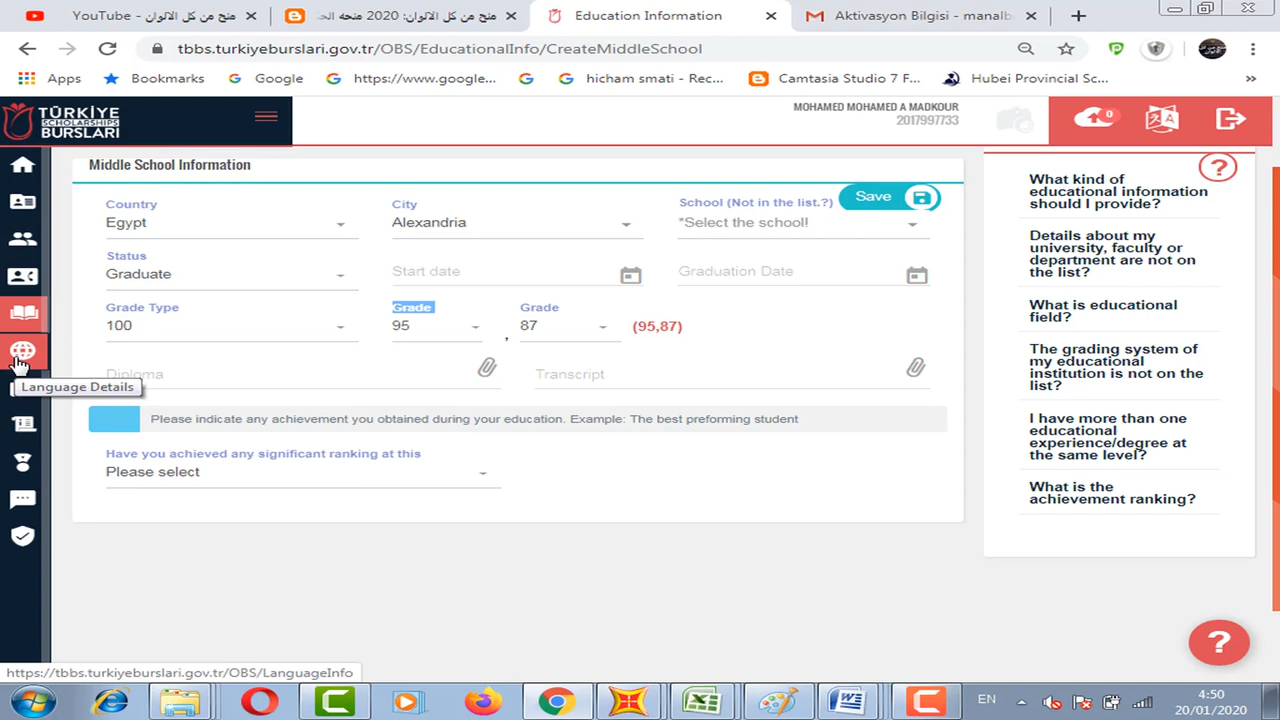 YouTube - منح من كل الالوان
منح من كل الالوان: 2020 منحه الحـ
Education Information
Aktivasyon Bilgisi - manalb
tbbs.turkiyeburslari.gov.tr/OBS/EducationalInfo/CreateMiddleSchool
Apps
Bookmarks
Google
https://www.google...
hicham smati - Rec...
Camtasia Studio 7 F...
Hubei Provincial Sc...
»
TÜRKİYE
SCHOLARSHIPS
BURSLARI
MOHAMED MOHAMED A MADKOUR
2017997733
0
Middle School Information
Save
Country
City
School (Not in the list.?)
Egypt
Alexandria
*Select the school!
Status
Graduate
Start date
Graduation Date
Grade Type
Grade
Grade
100
95
,
87
(95,87)
Diploma
Transcript
Language Details
Please indicate any achievement you obtained during your education. Example: The best preforming student
Have you achieved any significant ranking at this
Please select
?
What kind of
educational information
should I provide?
Details about my
university, faculty or
department are not on
the list?
What is educational
field?
The grading system of
my educational
institution is not on the
list?
I have more than one
educational
experience/degree at
the same level?
What is the
achievement ranking?
?
https://tbbs.turkiyeburslari.gov.tr/OBS/LanguageInfo
EN
4:50
20/01/2020